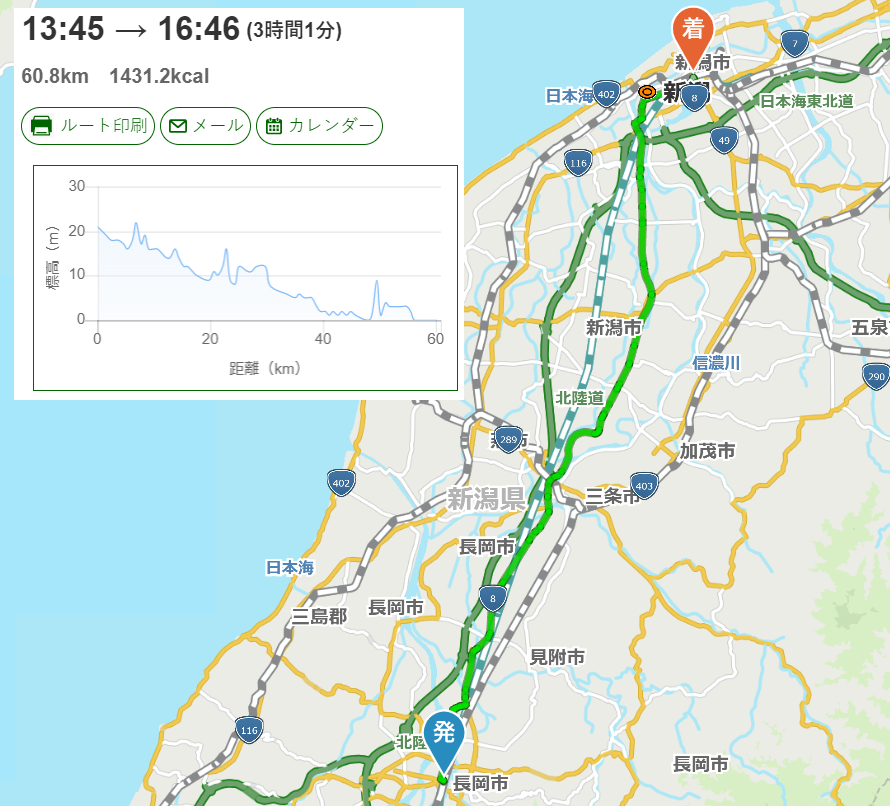 13:45 → 16:46 (3時間1分)
60.8km 1431.2kcal
ルート印刷
メール
カレンダー
30
20
10
0
標高（m）
0
20
40
60
距離（km）
着
新潟市
7
日本海
402
新潟
8
日本海東北道
49
116
新潟市
五泉
信濃川
290
北陸道
289
加茂市
402
403
新潟県
三条市
長岡市
日本海
8
三島郡
長岡市
見附市
116
発
北陸
長岡市
長岡市